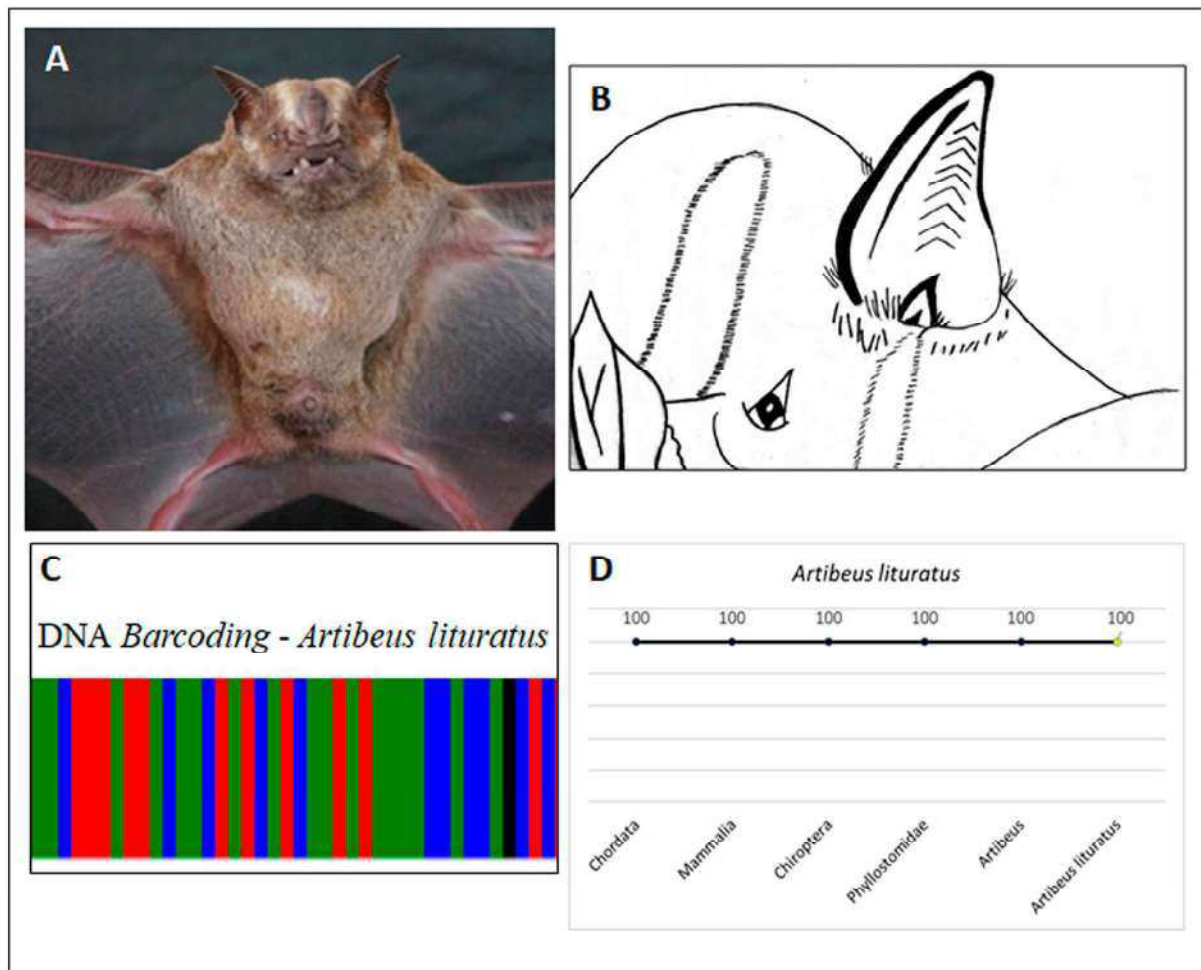 A
B
C
DNA Barcoding - Artibeus lituratus
D
Artibeus lituratus
100 100 100 100 100 100
Chordata
Mammalia
Chiroptera
Phyllostomidae
Artibeus
Artibeus lituratus